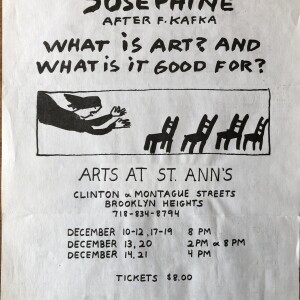 JOSEPHINE
AFTER F. KAFKA
WHAT IS ART? AND
WHAT IS IT GOOD FOR?
ARTS AT ST. ANN'S
CLINTON & MONTAGUE STREETS
BROOKLYN HEIGHTS
718-834-8794
DECEMBER 10-12, 17-19 8 PM
DECEMBER 13, 20 2 PM & 8 PM
DECEMBER 14, 21 4 PM
TICKETS $8.00